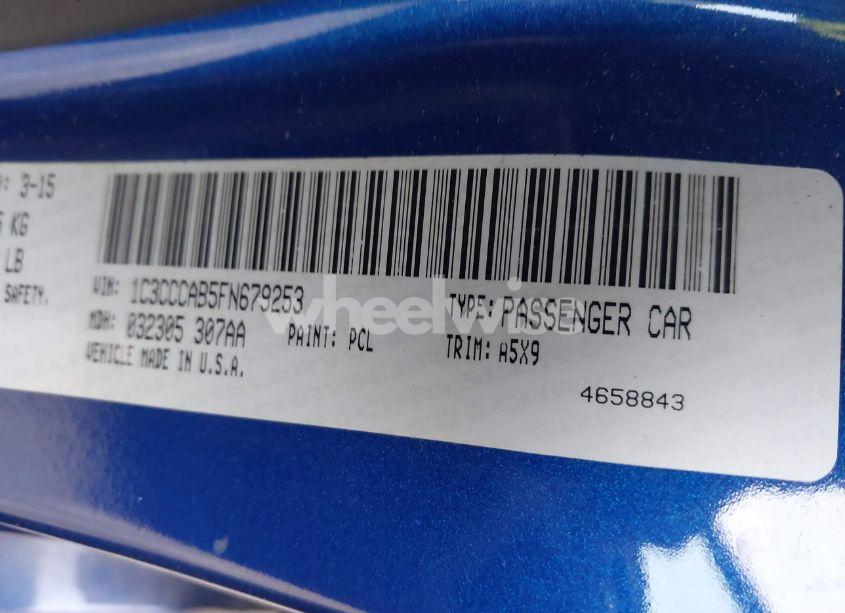 : 3-15
KG
LB
SAFETY.
VIN: 1C3CCCAB5FN679253
TYPE: PASSENGER CAR
MDH: 032305 307AA
PAINT: PCL
TRIM: A5X9
VEHICLE MADE IN U.S.A.
4658843
wheelwise